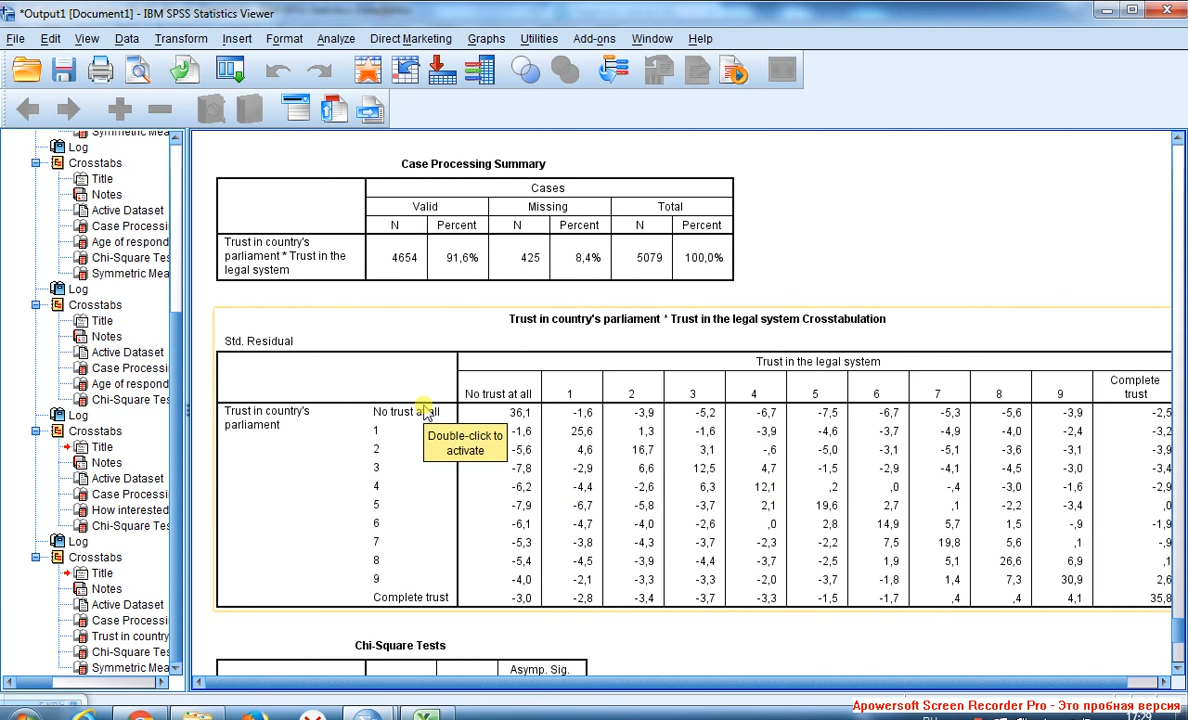 *Output1 [Document1] - IBM SPSS Statistics Viewer
File Edit View Data Transform Insert Format Analyze Direct Marketing Graphs Utilities Add-ons Window Help
Symmetric Mea
Log
Crosstabs
Title
Notes
Active Dataset
Case Processi
Age of respond
Chi-Square Tes
Symmetric Mea
Log
Crosstabs
Title
Notes
Active Dataset
Case Processi
Age of respond
Chi-Square Tes
Log
Crosstabs
Title
Notes
Active Dataset
Case Processi
How interested
Chi-Square Tes
Log
Crosstabs
Title
Notes
Active Dataset
Case Processi
Trust in country
Chi-Square Tes
Symmetric Mea
Case Processing Summary
Cases
Valid Missing Total
N Percent N Percent N Percent
Trust in country's
parliament * Trust in the
legal system
4654 91,6% 425 8,4% 5079 100,0%
Trust in country's parliament * Trust in the legal system Crosstabulation
Std. Residual
Trust in the legal system
No trust at all 1 2 3 4 5 6 7 8 9 Complete
trust
Trust in country's
parliament
No trust at all 36,1 -1,6 -3,9 -5,2 -6,7 -7,5 -6,7 -5,3 -5,6 -3,9 -2,5
1 -1,6 25,6 1,3 -1,6 -3,9 -4,6 -3,7 -4,9 -4,0 -2,4 -3,2
2 -5,6 4,6 16,7 3,1 -,6 -5,0 -3,1 -5,1 -3,6 -3,1 -3,9
3 -7,8 -2,9 6,6 12,5 4,7 -1,5 -2,9 -4,1 -4,5 -3,0 -3,4
4 -6,2 -4,4 -2,6 6,3 12,1 ,2 ,0 -,4 -3,0 -1,6 -2,9
5 -7,9 -6,7 -5,8 -3,7 2,1 19,6 2,7 ,1 -2,2 -3,4 ,0
6 -6,1 -4,7 -4,0 -2,6 ,0 2,8 14,9 5,7 1,5 -,9 -1,9
7 -5,3 -3,8 -4,3 -3,7 -2,3 -2,2 7,5 19,8 5,6 ,1 -,9
8 -5,4 -4,5 -3,9 -4,5 -3,5 -3,6 1,9 5,1 26,6 6,9 ,1
9 -4,0 -2,1 -3,3 -3,3 -2,0 -3,7 -1,8 1,4 7,3 30,9 2,6
Complete trust -3,0 -2,8 -3,4 -3,7 -3,3 -1,5 -1,7 ,4 ,4 4,1 35,8
Double-click to
activate
Chi-Square Tests
Asymp. Sig.
Apowersoft Screen Recorder Pro - Это пробная версия
17:29